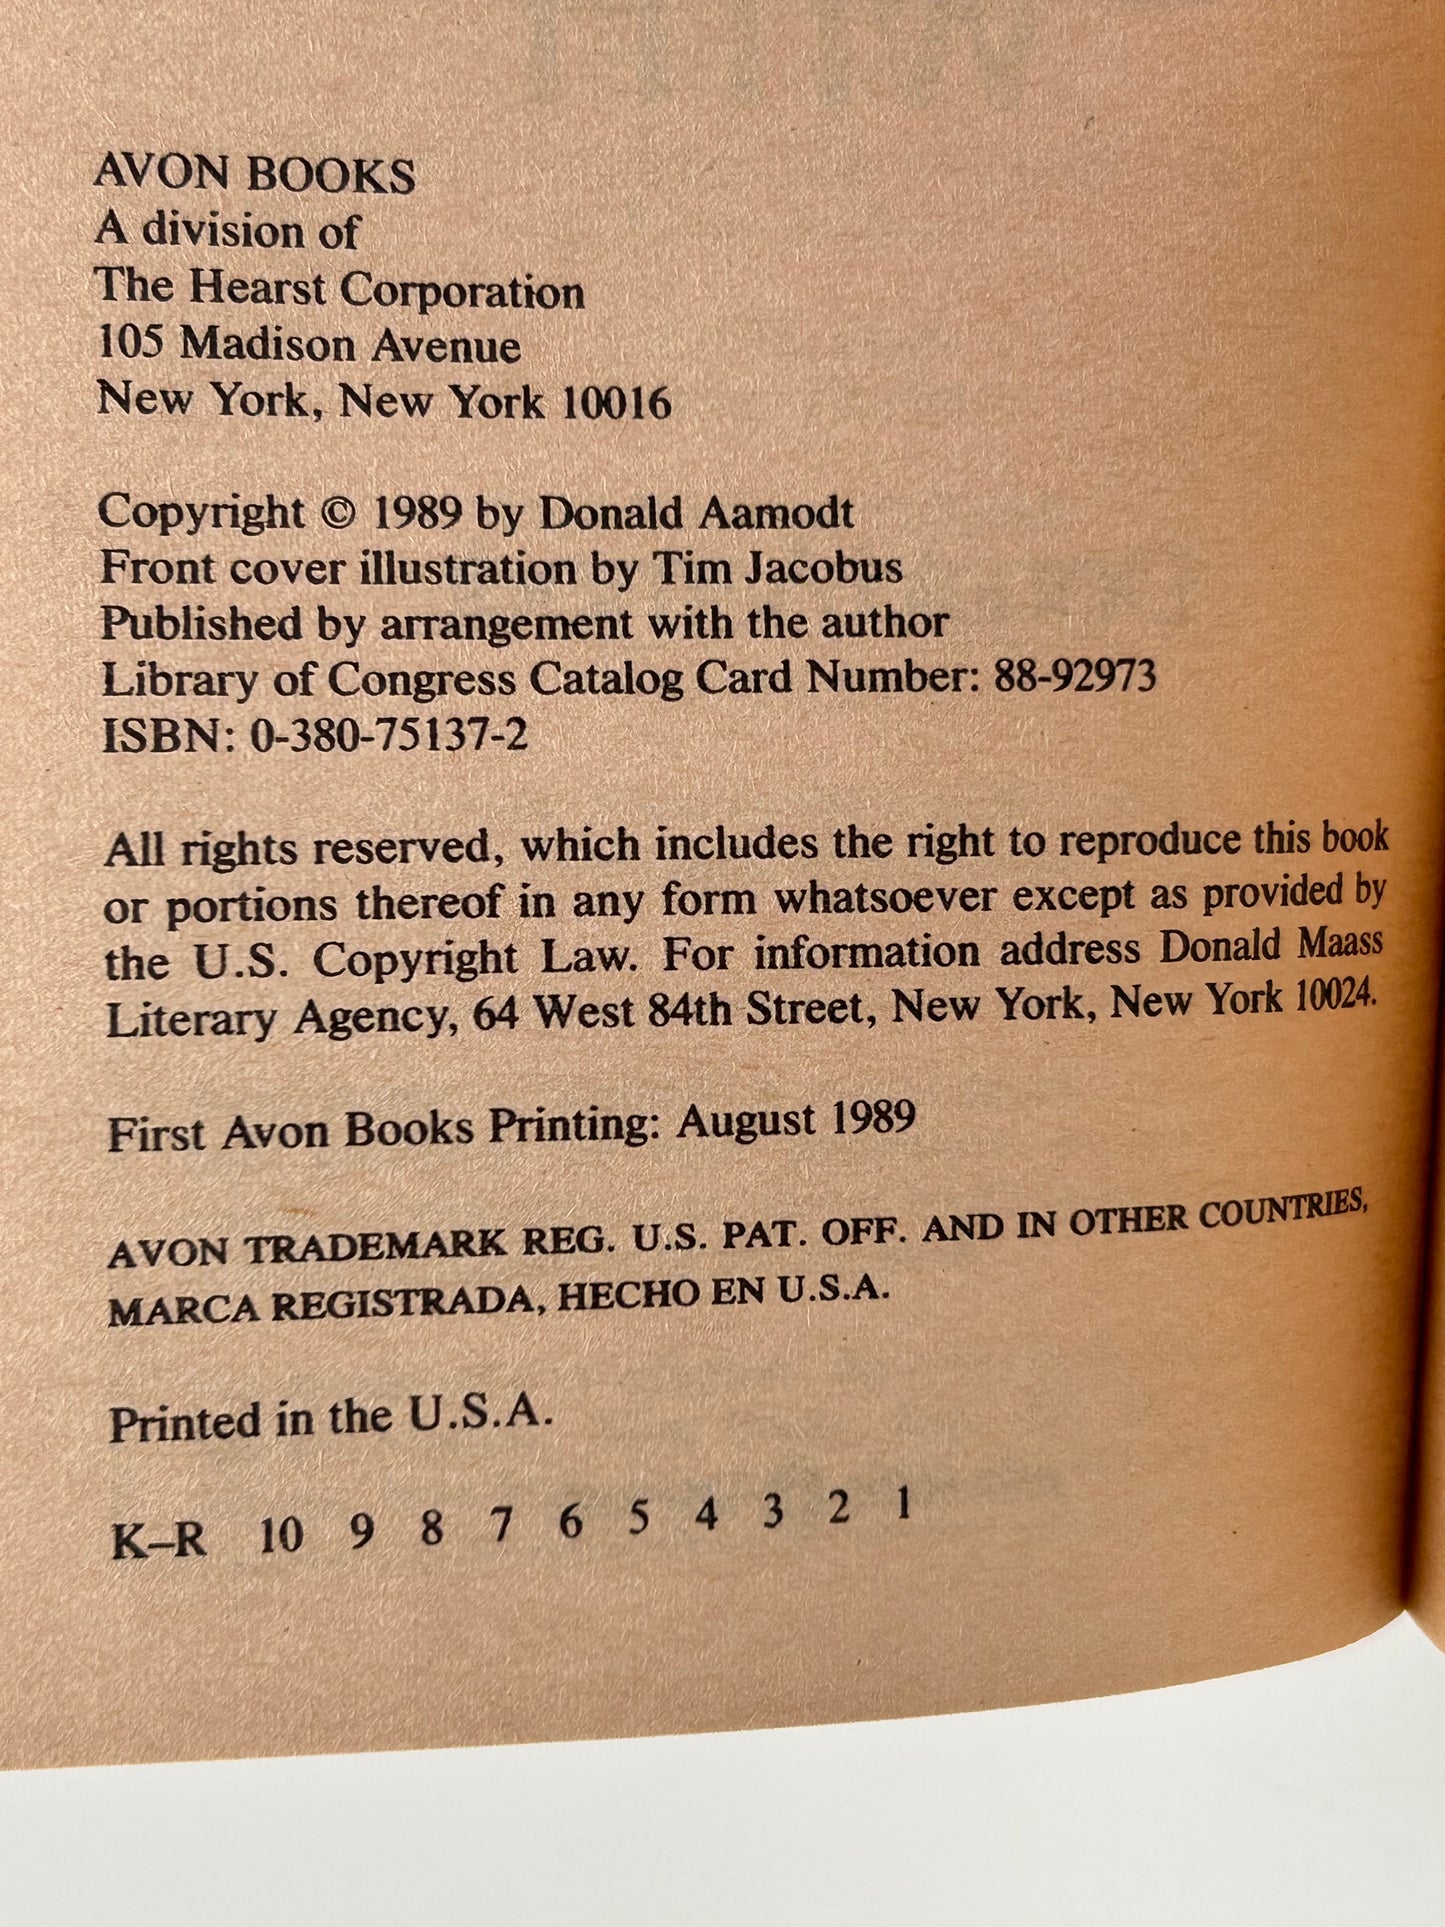 AVON BOOKS
A division of
The Hearst Corporation
105 Madison Avenue
New York, New York 10016
Copyright © 1989 by Donald Aamodt
Front cover illustration by Tim Jacobus
Published by arrangement with the author
Library of Congress Catalog Card Number: 88-92973
ISBN: 0-380-75137-2
All rights reserved, which includes the right to reproduce this book
or portions thereof in any form whatsoever except as provided by
the U.S. Copyright Law. For information address Donald Maass
Literary Agency, 64 West 84th Street, New York, New York 10024.
First Avon Books Printing: August 1989
AVON TRADEMARK REG. U.S. PAT. OFF. AND IN OTHER COUNTRIES,
MARCA REGISTRADA, HECHO EN U.S.A.
Printed in the U.S.A.
K–R 10 9 8 7 6 5 4 3 2 1